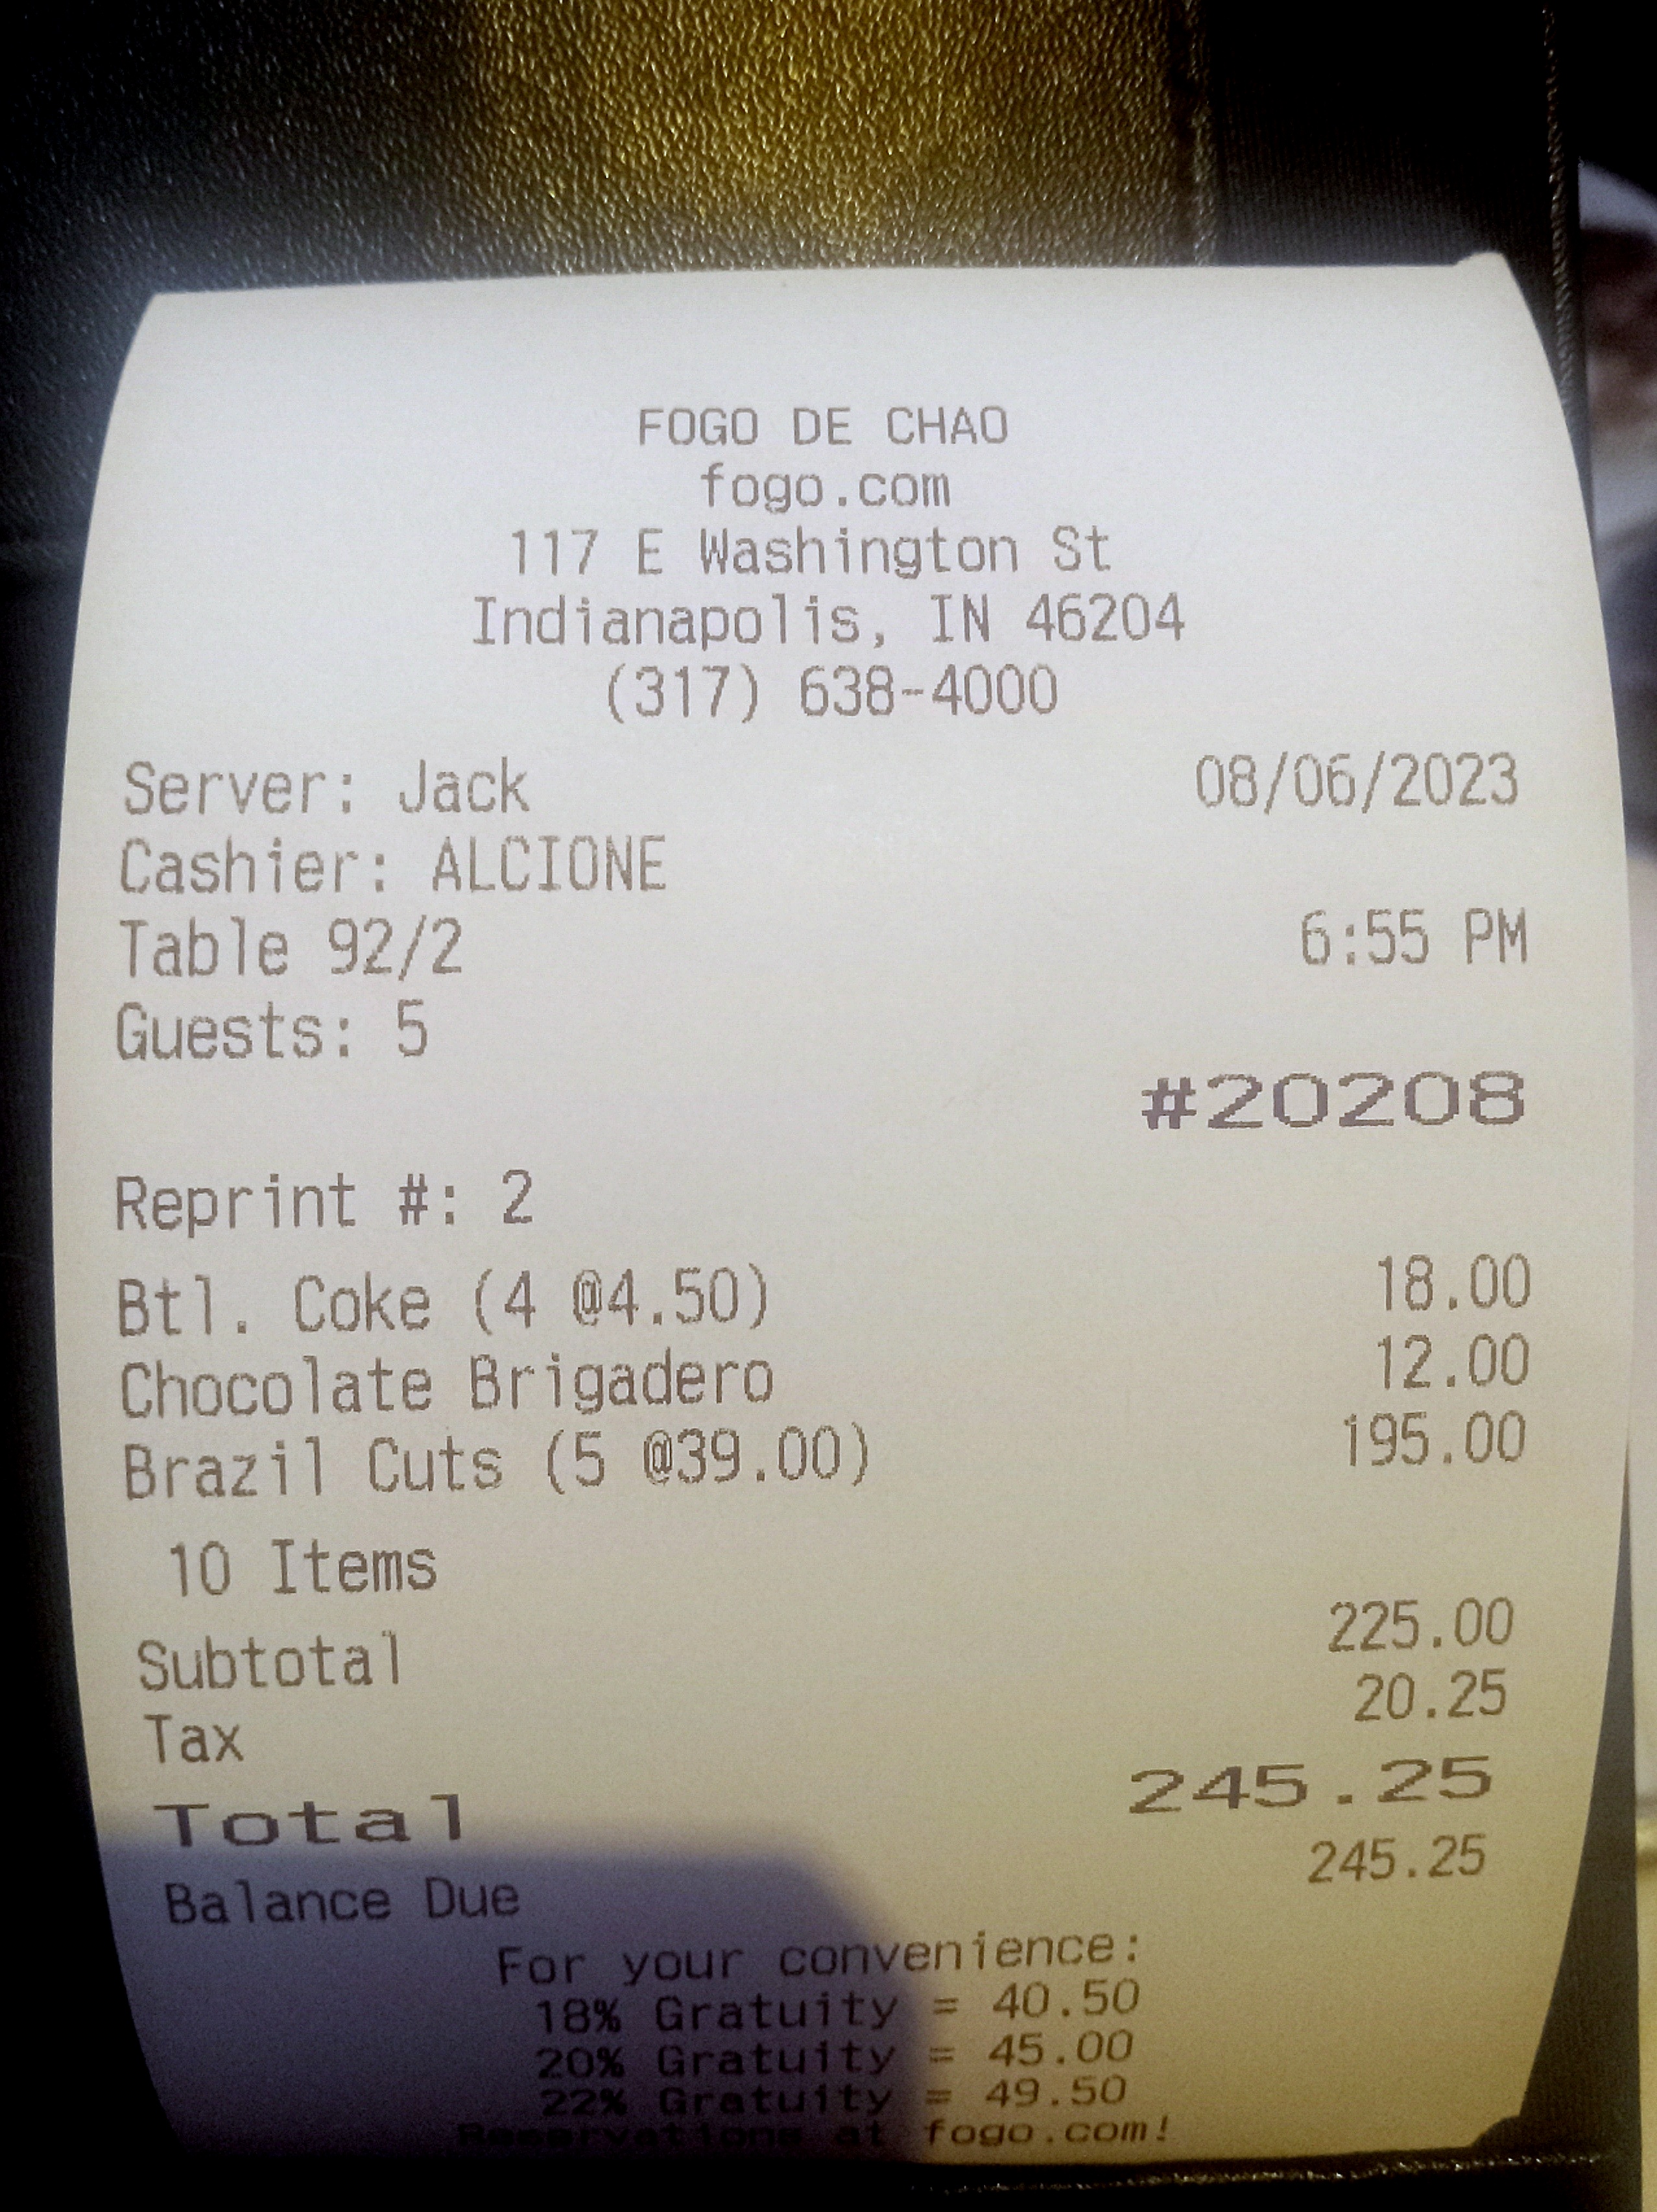 FOGO DE CHAO
fogo.com
117 E Washington St
Indianapolis, IN 46204
(317) 638-4000
Server: Jack 08/06/2023
Cashier: ALCIONE
Table 92/2 6:55 PM
Guests: 5
#20208
Reprint #: 2
Btl. Coke (4 @4.50) 18.00
Chocolate Brigadero 12.00
Brazil Cuts (5 @39.00) 195.00
10 Items
Subtotal 225.00
Tax 20.25
Total 245.25
Balance Due 245.25
For your convenience:
18% Gratuity = 40.50
20% Gratuity = 45.00
22% Gratuity = 49.50
Reservations at fogo.com!